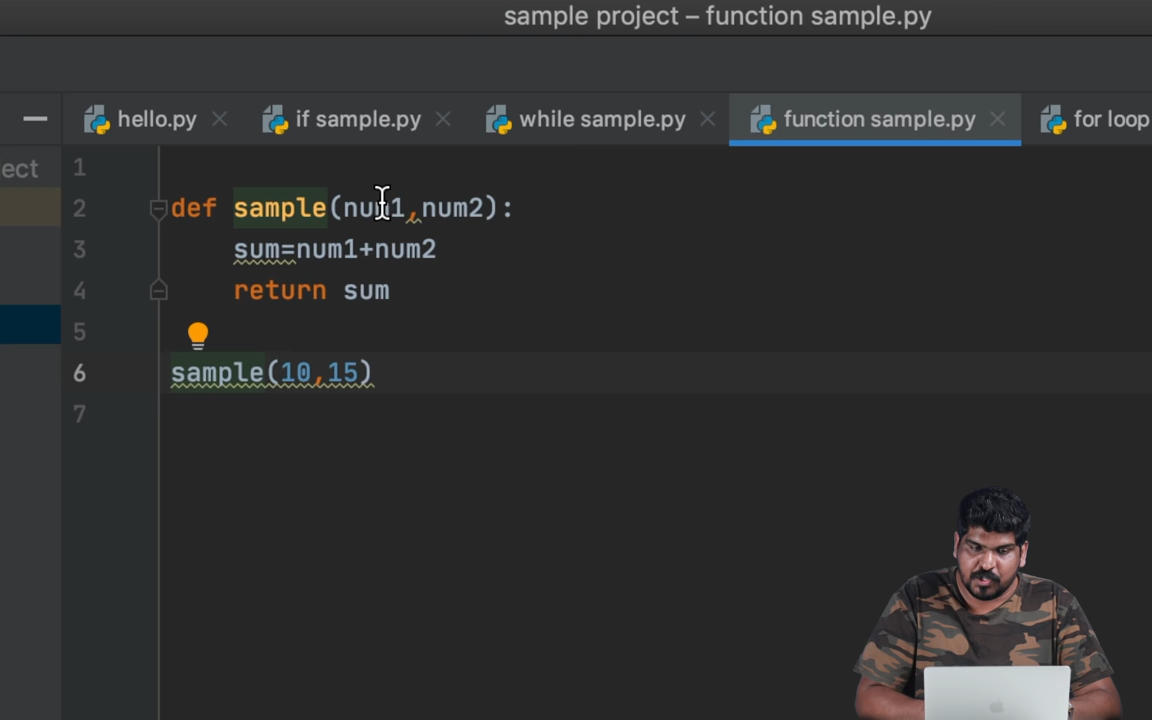 sample project – function sample.py
hello.py if sample.py while sample.py function sample.py for loop
ect
1
2 def sample(num1,num2):
3 sum=num1+num2
4 return sum
5
6 sample(10,15)
7